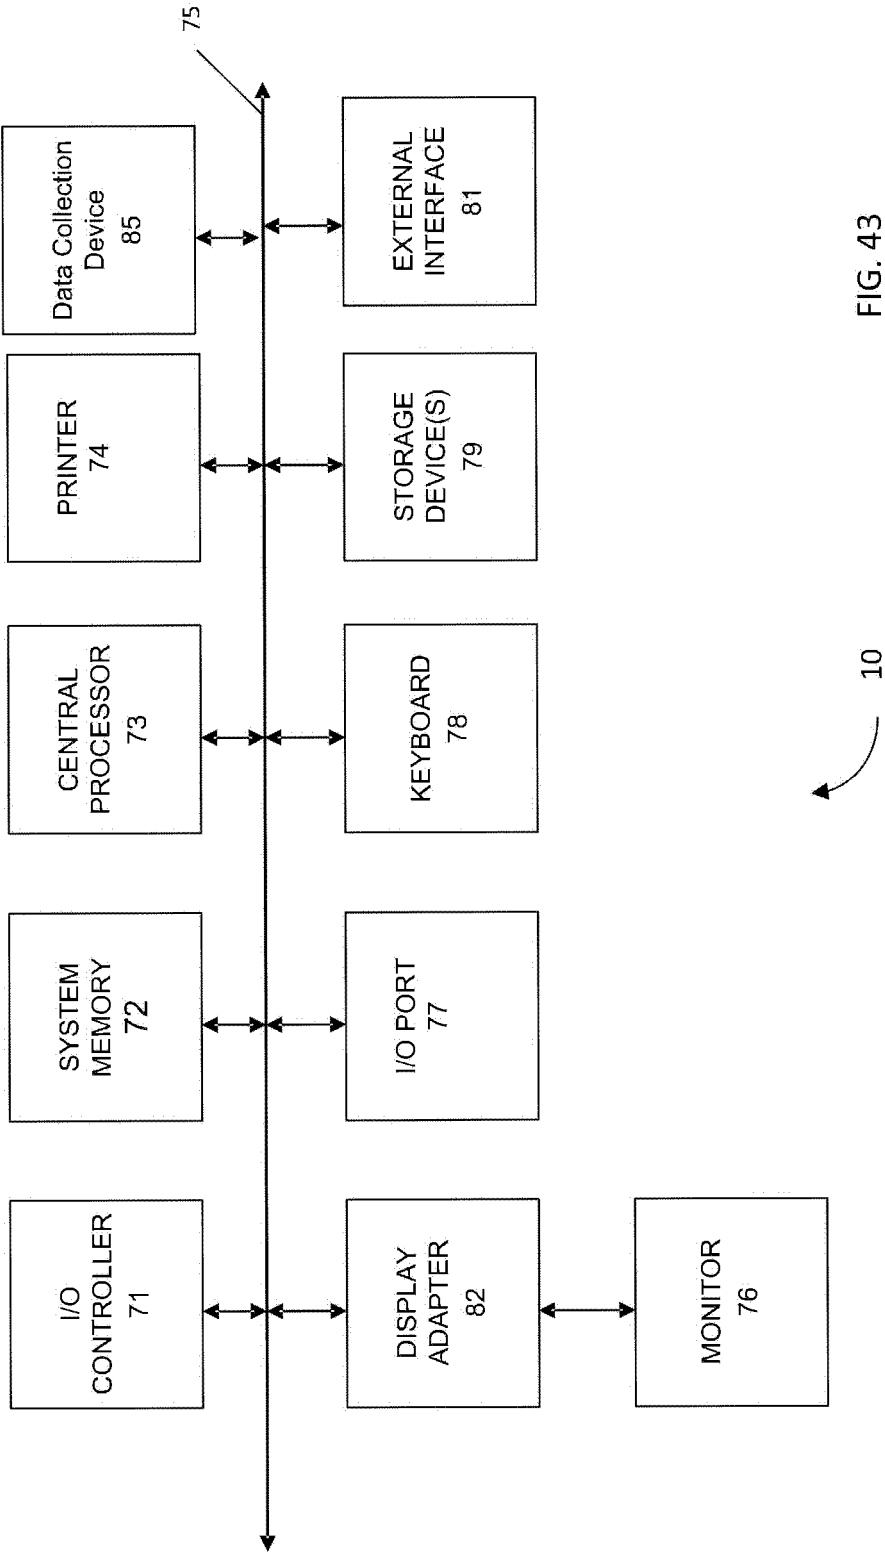 I/O
CONTROLLER
71
SYSTEM
MEMORY
72
CENTRAL
PROCESSOR
73
PRINTER
74
Data Collection
Device
85
75
DISPLAY
ADAPTER
82
I/O PORT
77
KEYBOARD
78
STORAGE
DEVICE(S)
79
EXTERNAL
INTERFACE
81
MONITOR
76
10
FIG. 43